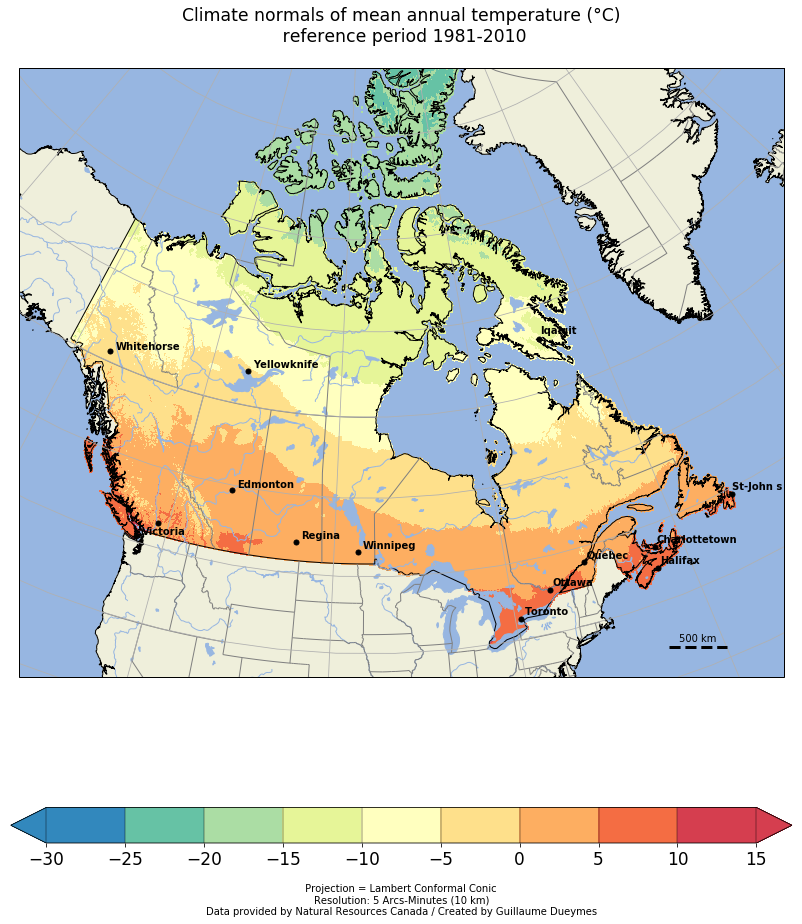 Climate normals of mean annual temperature (°C)
reference period 1981-2010
Iqaluit
Whitehorse
Yellowknife
Edmonton
St-John s
Victoria
Regina
Winnipeg
Charlottetown
Québec
Halifax
Ottawa
Toronto
500 km
−30 −25 −20 −15 −10 −5 0 5 10 15
Projection = Lambert Conformal Conic
Resolution: 5 Arcs-Minutes (10 km)
Data provided by Natural Resources Canada / Created by Guillaume Dueymes